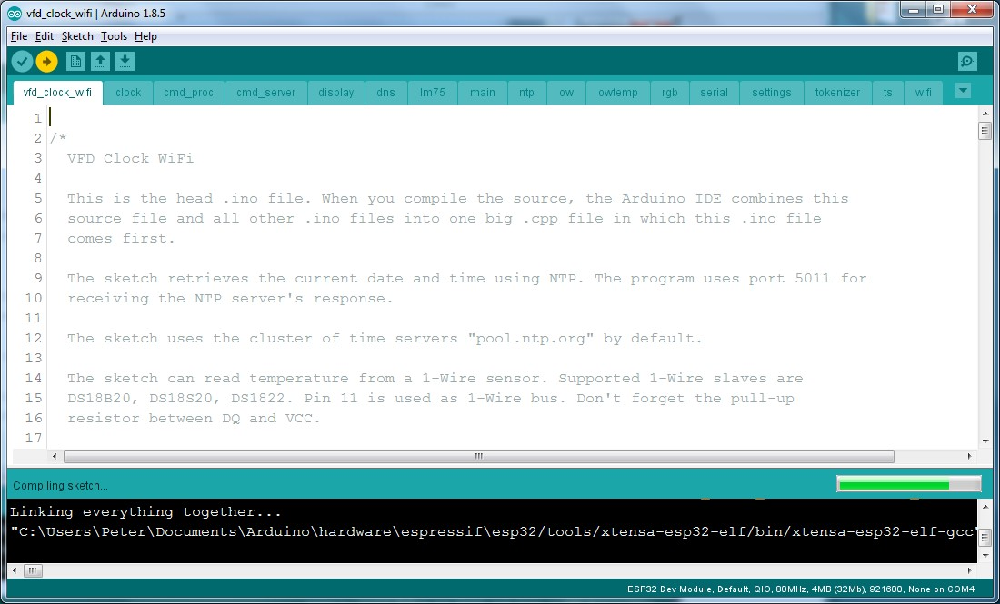 vfd_clock_wifi | Arduino 1.8.5
File Edit Sketch Tools Help
vfd_clock_wifi clock cmd_proc cmd_server display dns lm75 main ntp ow owtemp rgb serial settings tokenizer ts wifi
1
2 /*
3 VFD Clock WiFi
4
5 This is the head .ino file. When you compile the source, the Arduino IDE combines this
6 source file and all other .ino files into one big .cpp file in which this .ino file
7 comes first.
8
9 The sketch retrieves the current date and time using NTP. The program uses port 5011 for
10 receiving the NTP server's response.
11
12 The sketch uses the cluster of time servers "pool.ntp.org" by default.
13
14 The sketch can read temperature from a 1-Wire sensor. Supported 1-Wire slaves are
15 DS18B20, DS18S20, DS1822. Pin 11 is used as 1-Wire bus. Don't forget the pull-up
16 resistor between DQ and VCC.
17
Compiling sketch...
Linking everything together...
"C:\Users\Peter\Documents\Arduino\hardware\espressif\esp32/tools/xtensa-esp32-elf/bin/xtensa-esp32-elf-gcc"
ESP32 Dev Module, Default, QIO, 80MHz, 4MB (32Mb), 921600, None on COM4